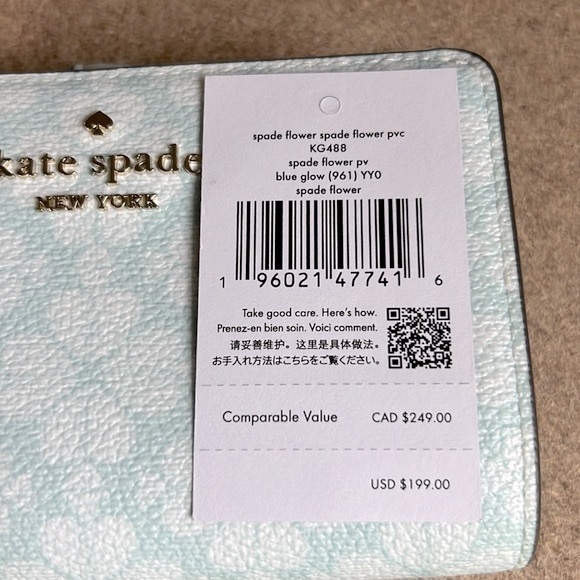 kate spade
NEW YORK
spade flower spade flower pvc
KG488
spade flower pv
blue glow (961) YY0
spade flower
1 96021 47741 6
Take good care. Here's how.
Prenez-en bien soin. Voici comment.
请妥善维护。这里是具体做法。
お手入れ方法はこちらをご覧ください。
Comparable Value CAD $249.00
USD $199.00